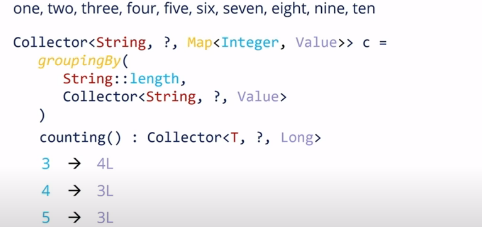 one, two, three, four, five, six, seven, eight, nine, ten
Collector<String, ?, Map<Integer, Value>> c =
groupingBy(
String::length,
Collector<String, ?, Value>
)
counting() : Collector<T, ?, Long>
3 → 4L
4 → 3L
5 → 3L